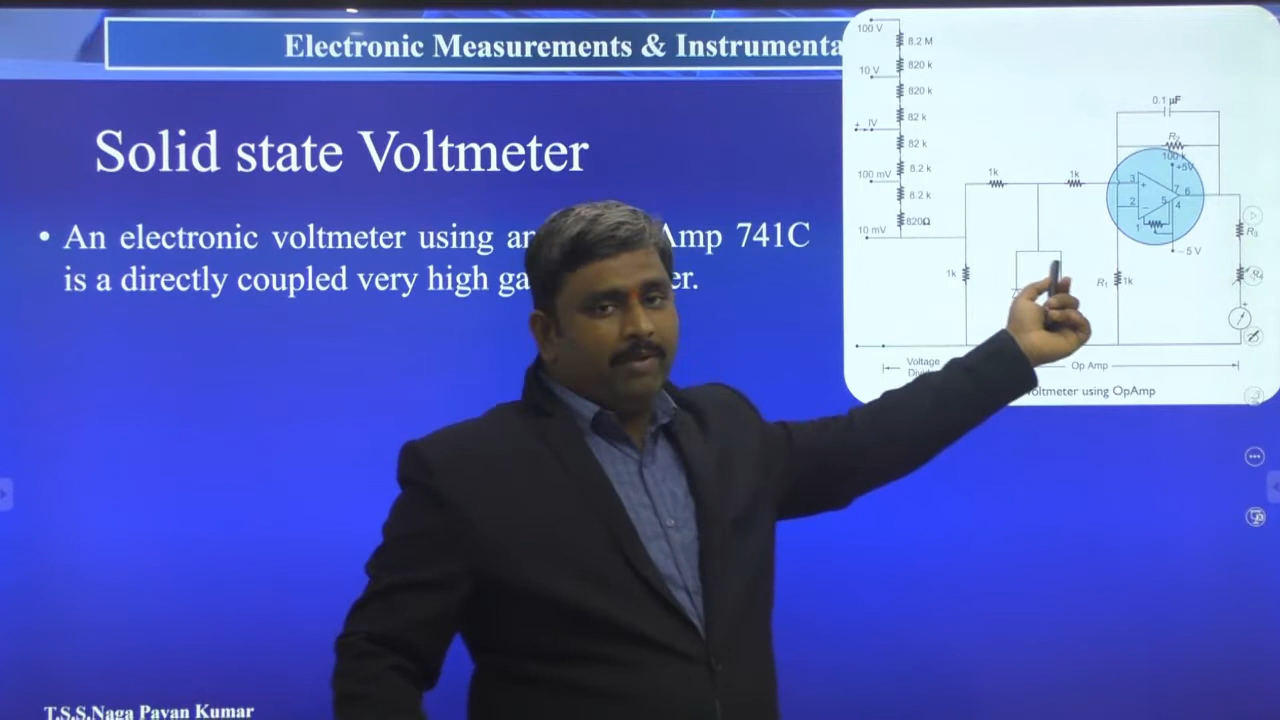 Electronic Measurements & Instrumenta
Solid state Voltmeter
• An electronic voltmeter using an Amp 741C
is a directly coupled very high ga er.
T.S.S.Naga Pavan Kumar
100 V
8.2 M
820 k
10 V
820 k
82 k
+ IV
82 k
8.2 k
100 mV
8.2 k
820Ω
10 mV
1k
1k
1k
0.1 μF
R₂
100 k
+5V
3
+
2
−
7
6
5
4
1
− 5 V
R₁
1k
R₃
+
Voltage
Op Amp
oltmeter using OpAmp